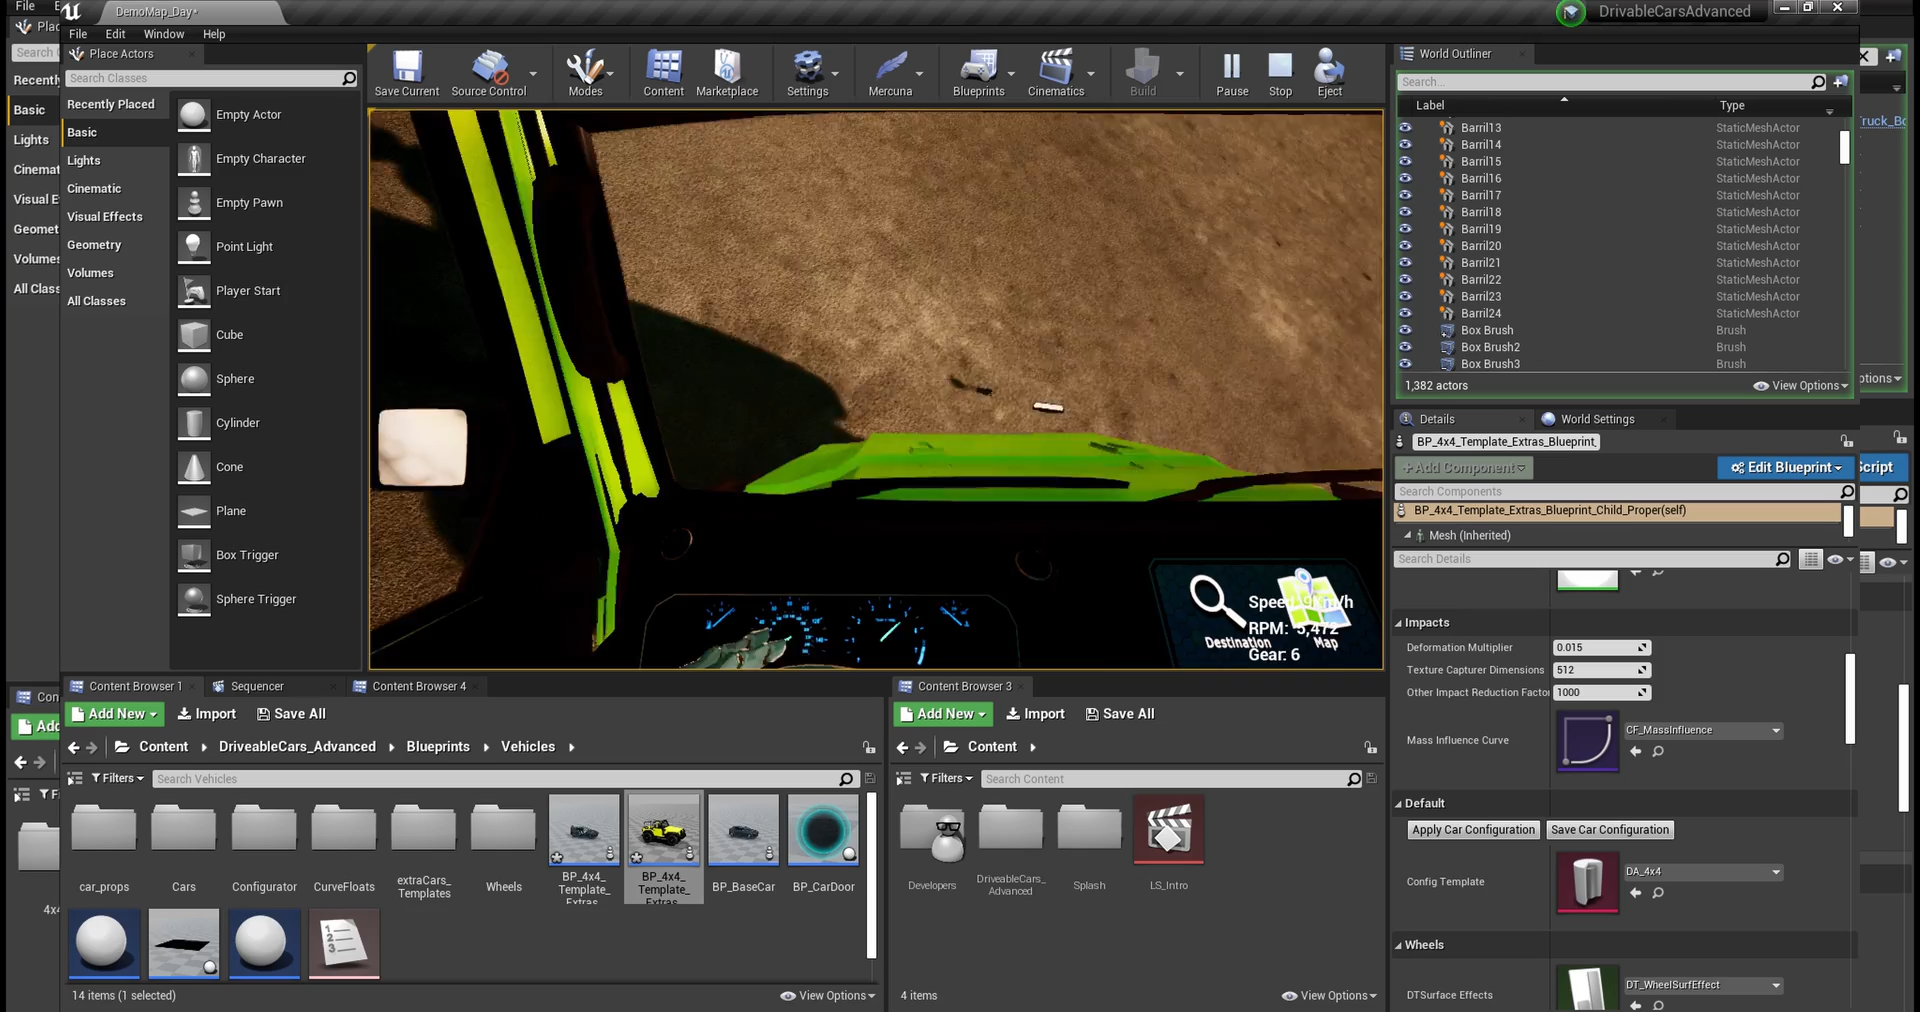 File
DemoMap_Day*
DrivableCarsAdvanced
File Edit Window Help
Place Actors
Search Classes
Recently Placed
Basic
Lights
Cinematic
Visual Effects
Geometry
Volumes
All Classes
Empty Actor
Empty Character
Empty Pawn
Point Light
Player Start
Cube
Sphere
Cylinder
Cone
Plane
Box Trigger
Sphere Trigger
Save Current
Source Control
Modes
Content
Marketplace
Settings
Mercuna
Blueprints
Cinematics
Build
Pause
Stop
Eject
Destination
Map
Speed: 9Km/h
RPM: 5,472
Gear: 6
World Outliner
Search...
Label Type
Barril13 StaticMeshActor
Barril14 StaticMeshActor
Barril15 StaticMeshActor
Barril16 StaticMeshActor
Barril17 StaticMeshActor
Barril18 StaticMeshActor
Barril19 StaticMeshActor
Barril20 StaticMeshActor
Barril21 StaticMeshActor
Barril22 StaticMeshActor
Barril23 StaticMeshActor
Barril24 StaticMeshActor
Box Brush Brush
Box Brush2 Brush
Box Brush3 Brush
1,382 actors View Options
Details World Settings
BP_4x4_Template_Extras_Blueprint_
+Add Component Edit Blueprint
Search Components
BP_4x4_Template_Extras_Blueprint_Child_Proper(self)
Mesh (Inherited)
Search Details
Impacts
Deformation Multiplier 0.015
Texture Capturer Dimensions 512
Other Impact Reduction Factor 1000
Mass Influence Curve CF_MassInfluence
Default
Apply Car Configuration Save Car Configuration
Config Template DA_4x4
Wheels
DTSurface Effects DT_WheelSurfEffect
Content Browser 1 Sequencer Content Browser 4
Add New Import Save All
Content DriveableCars_Advanced Blueprints Vehicles
Filters Search Vehicles
car_props
Cars
Configurator
CurveFloats
extraCars_
Templates
Wheels
BP_4x4_
Template_
Extras
BP_4x4_
Template_
Extras
BP_BaseCar
BP_CarDoor
14 items (1 selected) View Options
Content Browser 3
Add New Import Save All
Content
Filters Search Content
Developers
DriveableCars_
Advanced
Splash
LS_Intro
4 items View Options